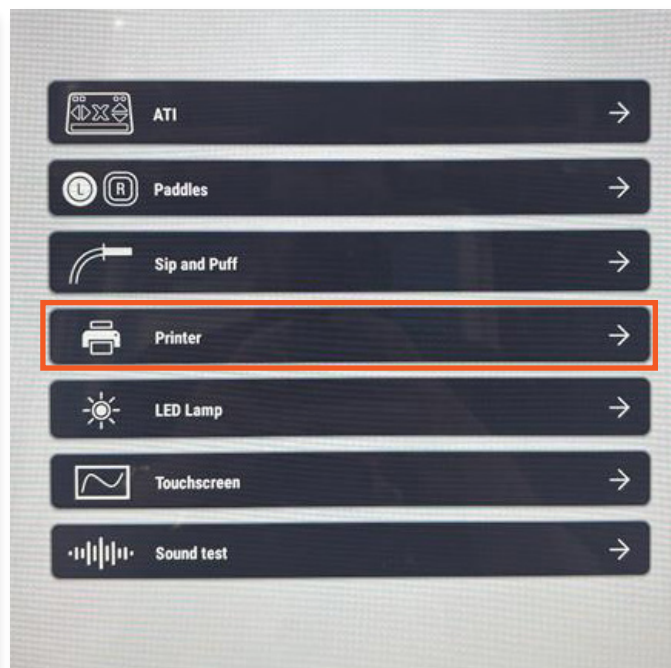 ATI
L R Paddles
Sip and Puff
Printer
LED Lamp
Touchscreen
Sound test